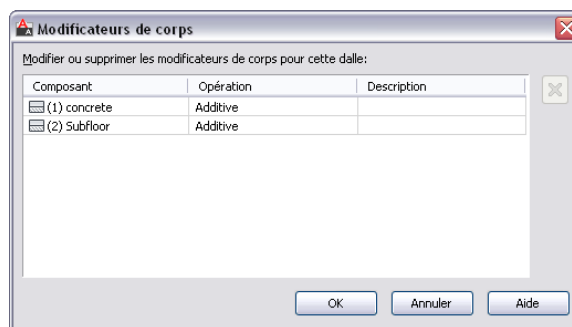 Modificateurs de corps
Modifier ou supprimer les modificateurs de corps pour cette dalle:
Composant Opération Description
(1) concrete Additive
(2) Subfloor Additive
OK Annuler Aide